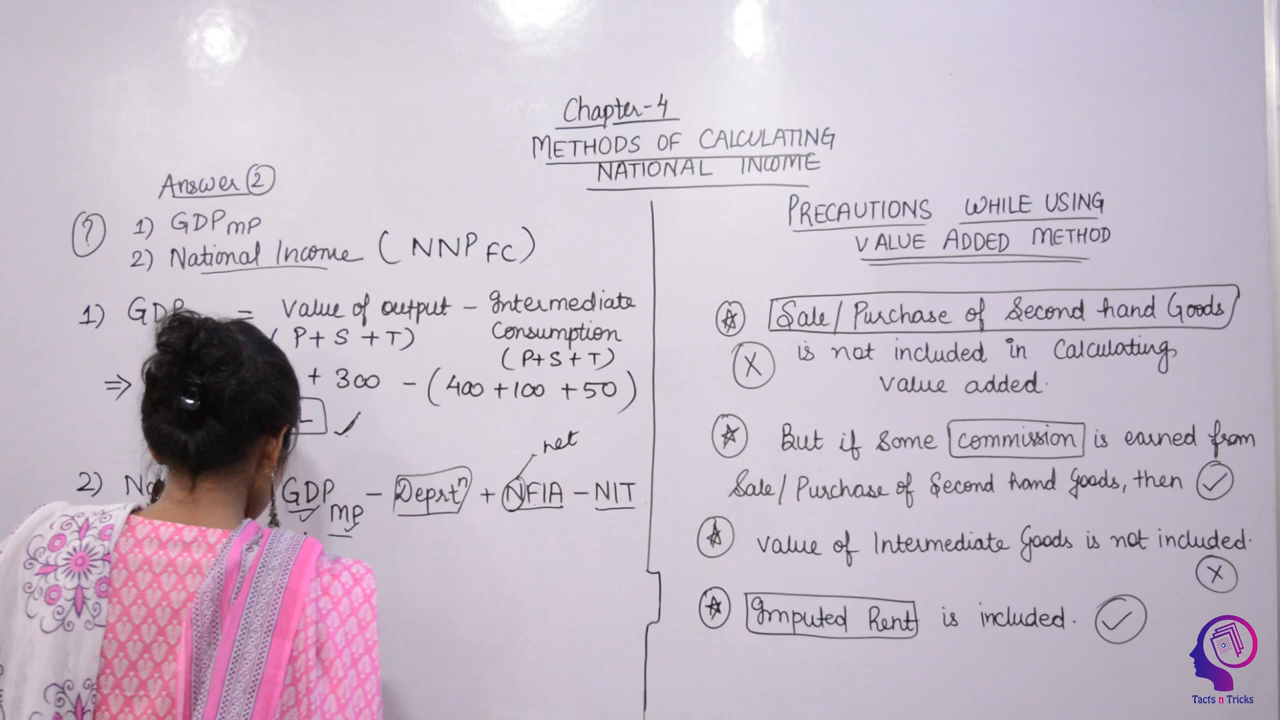 Chapter-4
METHODS OF CALCULATING
NATIONAL INCOME
Answer ②
? 1) GDP MP
2) National Income (NNP FC)
1) GDP = Value of output - Intermediate
(P+S+T) Consumption
(P+S+T)
⇒ + 300 - (400 +100 +50)
✓
net
2) GDP MP - Deprtⁿ + NFIA - NIT
PRECAUTIONS WHILE USING
VALUE ADDED METHOD
☆ Sale/Purchase of Second hand Goods
X is not included in Calculating
value added.
☆ But if some commission is earned from
Sale/Purchase of Second hand Goods, then ✓
☆ Value of Intermediate Goods is not included.
X
☆ Imputed Rent is included. ✓
Tacts n Tricks